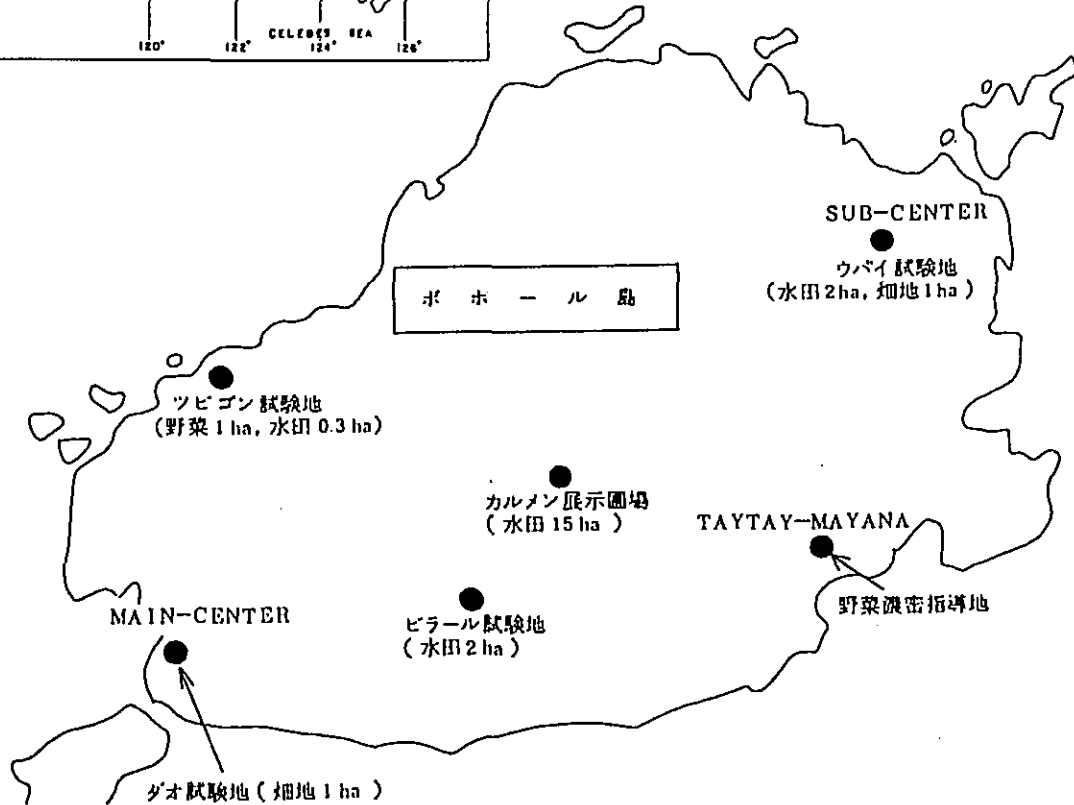 120° 122° 124° 126°
CELEBES SEA
SUB-CENTER
ウバイ試験地
(水田2ha, 畑地1ha)
ボ ホ ー ル 島
ツビゴン試験地
(野菜1ha, 水田0.3ha)
カルメン展示圃場
(水田15ha)
TAYTAY-MAYANA
野菜濃密指導地
MAIN-CENTER
ビラール試験地
(水田2ha)
ダオ試験地(畑地1ha)